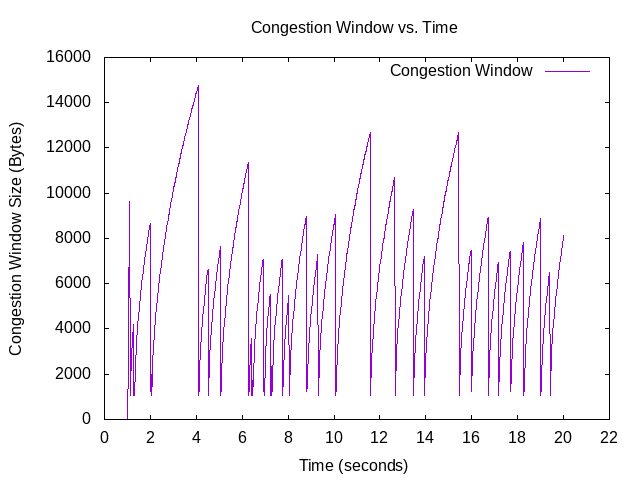 Congestion Window vs. Time
Congestion Window
Congestion Window Size (Bytes)
16000
14000
12000
10000
8000
6000
4000
2000
0
0 2 4 6 8 10 12 14 16 18 20 22
Time (seconds)